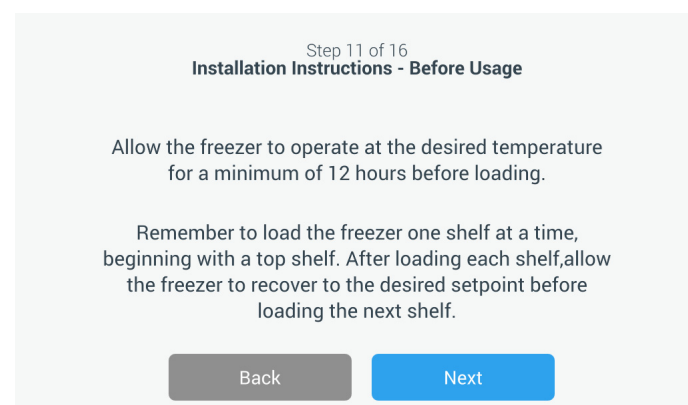 Step 11 of 16
Installation Instructions - Before Usage
Allow the freezer to operate at the desired temperature
for a minimum of 12 hours before loading.
Remember to load the freezer one shelf at a time,
beginning with a top shelf. After loading each shelf,allow
the freezer to recover to the desired setpoint before
loading the next shelf.
Back
Next